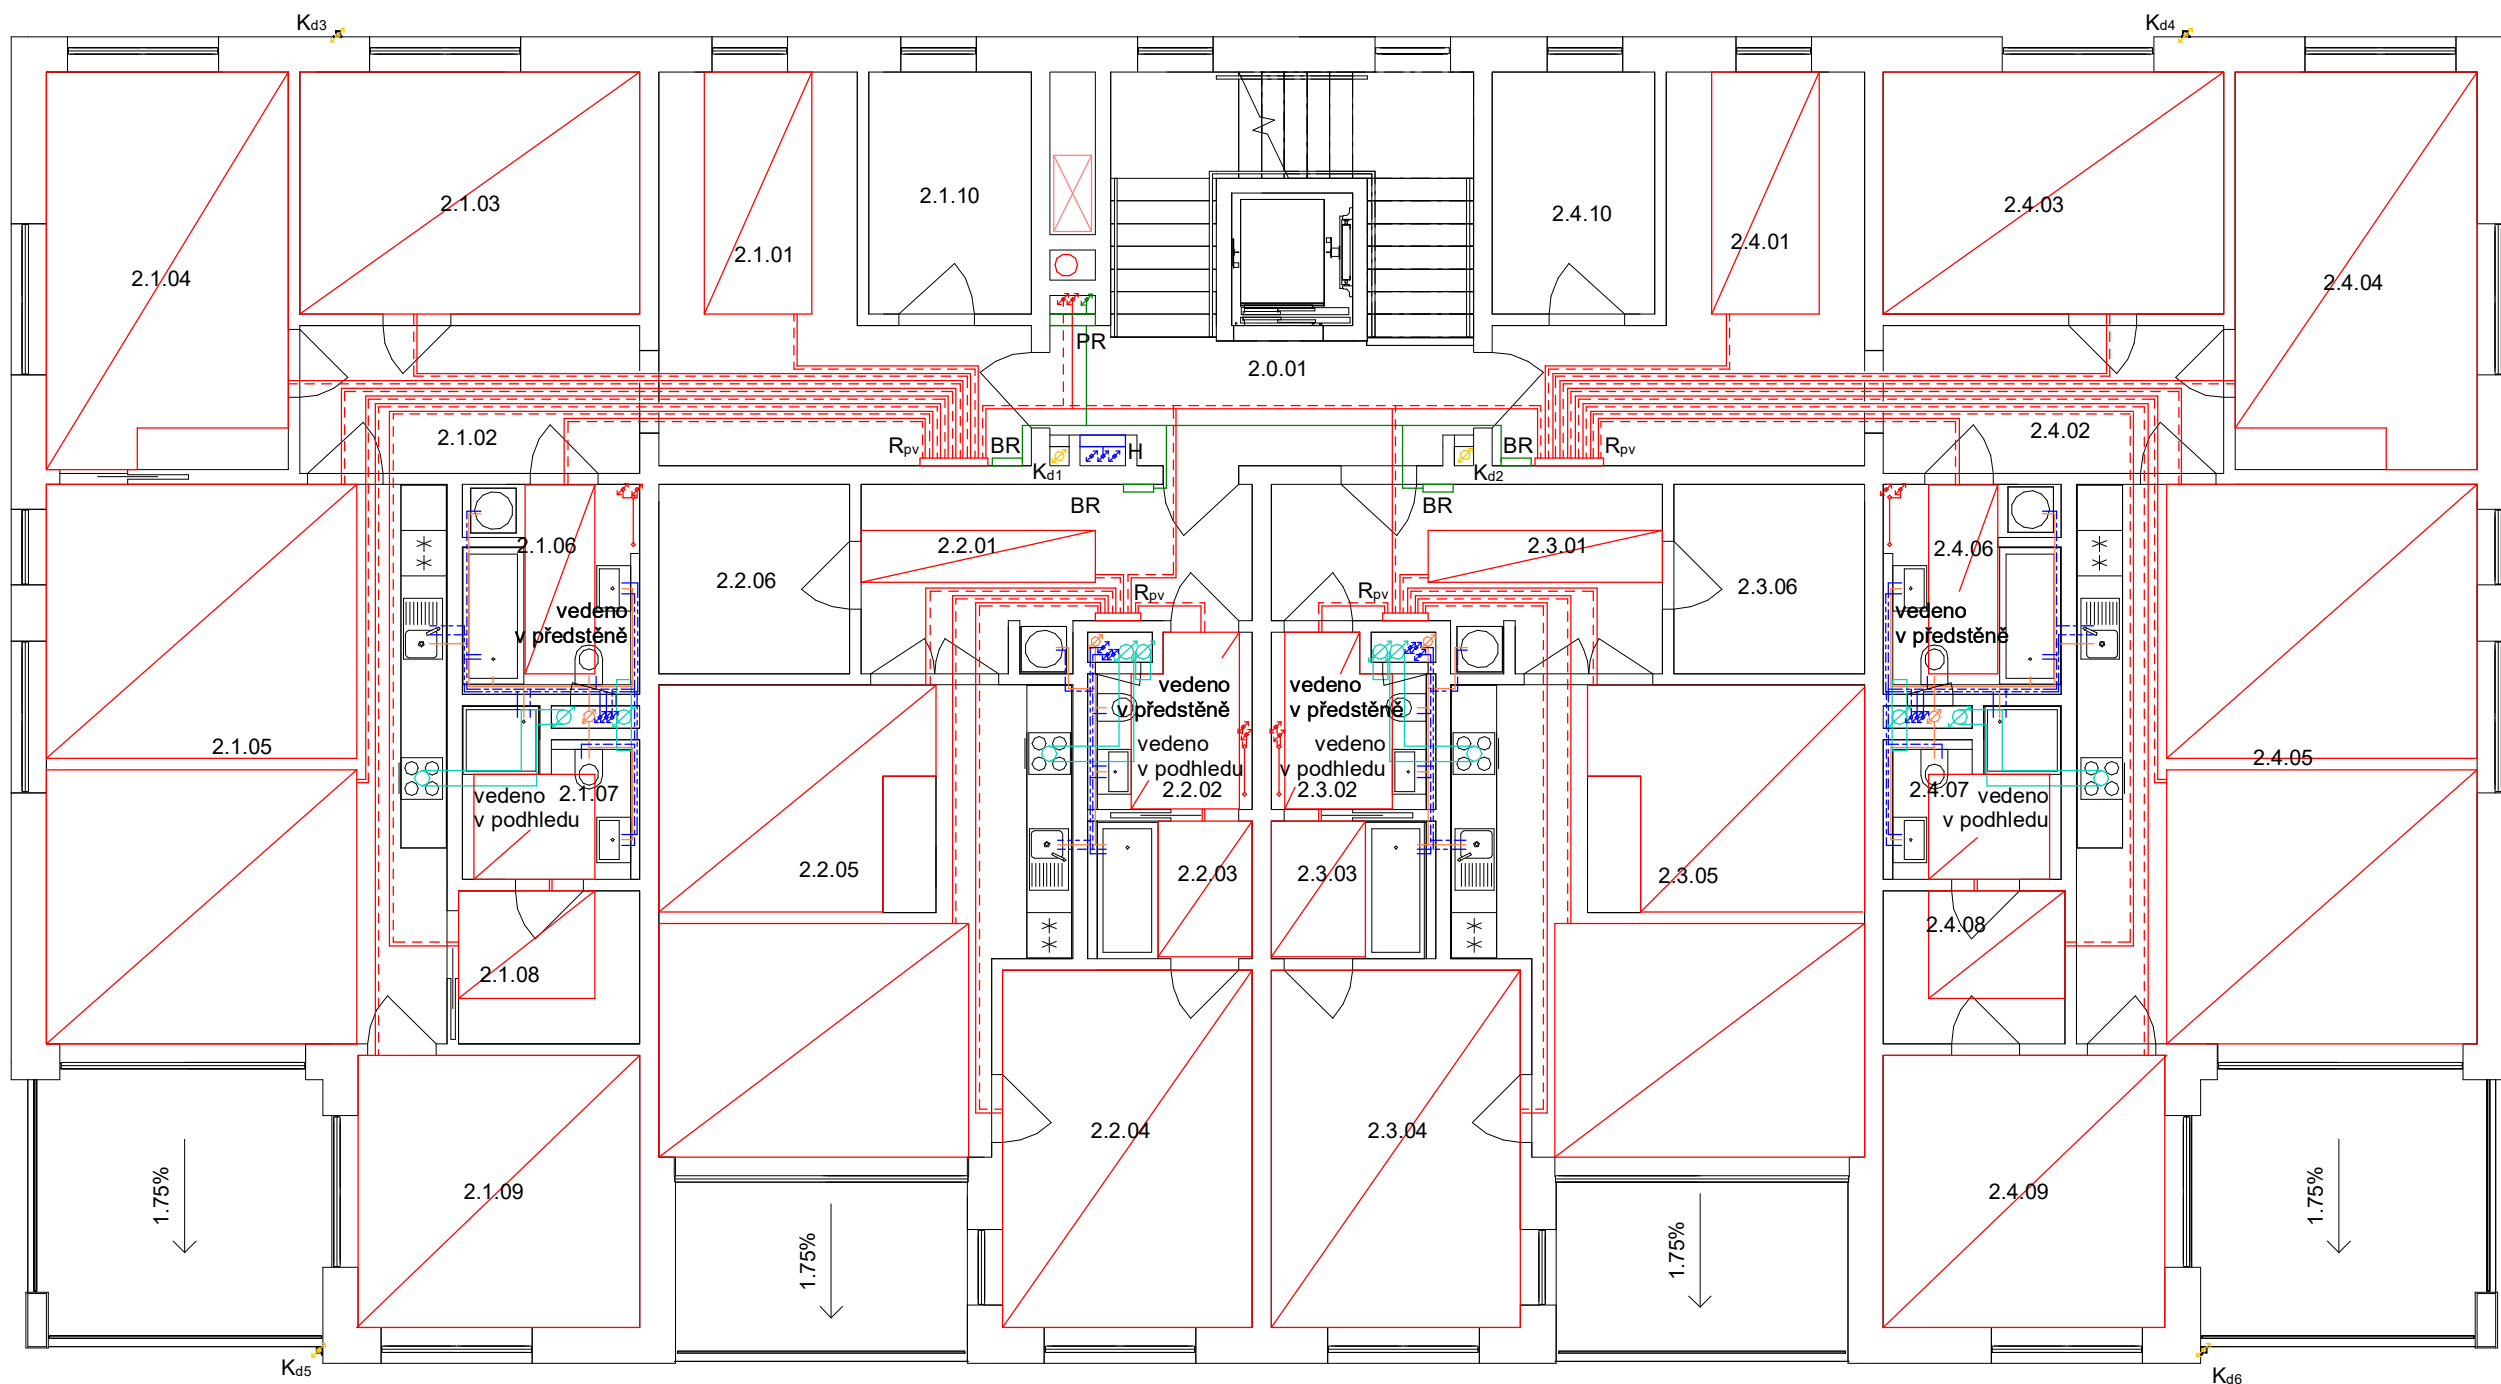 Kd3
Kd4
2.1.03
2.1.10
2.4.10
2.4.03
2.1.04
2.1.01
2.4.01
2.4.04
PR
2.0.01
2.1.02
2.4.02
Rpv
BR
H
BR
Rpv
Kd1
Kd2
BR
BR
2.1.06
2.2.01
2.3.01
2.4.06
2.2.06
2.3.06
Rpv
Rpv
vedeno
v předstěně
vedeno
v předstěně
vedeno
v předstěně
vedeno
v předstěně
vedeno
v podhledu
vedeno
v podhledu
2.1.05
2.4.05
2.1.07
2.2.02
2.3.02
2.4.07
vedeno
v podhledu
vedeno
v podhledu
2.2.05
2.2.03
2.3.03
2.3.05
2.1.08
2.4.08
2.2.04
2.3.04
2.1.09
2.4.09
1.75%
1.75%
1.75%
1.75%
Kd5
Kd6